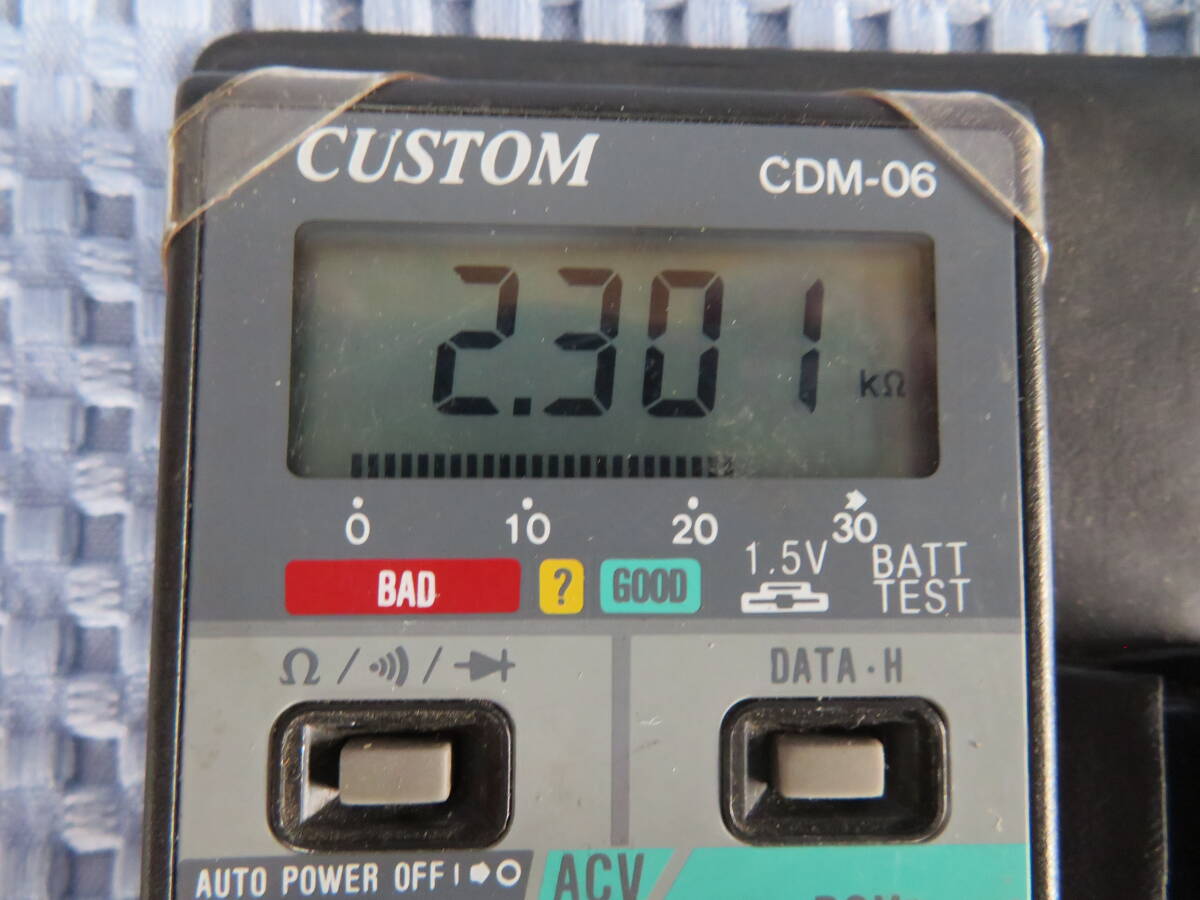 CUSTOM
CDM-06
2.301 kΩ
0 10 20 30
BAD ? GOOD 1.5V BATT TEST
Ω / /
DATA·H
AUTO POWER OFF
ACV